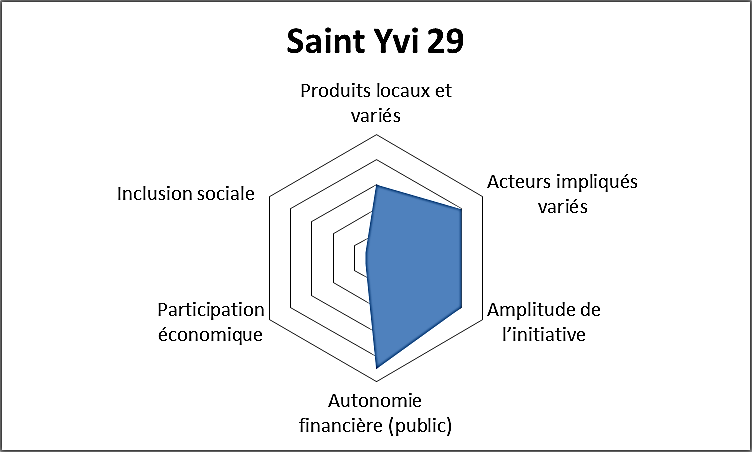 Saint Yvi 29
Produits locaux et
variés
Acteurs impliqués
variés
Amplitude de
l’initiative
Autonomie
financière (public)
Participation
économique
Inclusion sociale